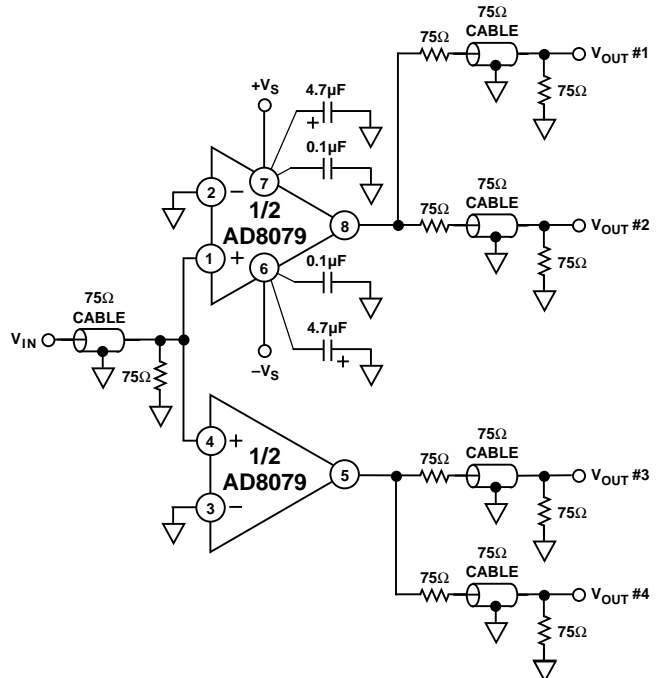 75Ω
CABLE
75Ω
V_OUT #1
75Ω
+V_S
4.7µF
+
0.1µF
2
−
7
1/2
AD8079
8
1
+
6
75Ω
75Ω
CABLE
V_OUT #2
75Ω
0.1µF
4.7µF
+
−V_S
75Ω
CABLE
V_IN
75Ω
4
+
1/2
AD8079
5
3
−
75Ω
75Ω
CABLE
V_OUT #3
75Ω
75Ω
75Ω
CABLE
V_OUT #4
75Ω